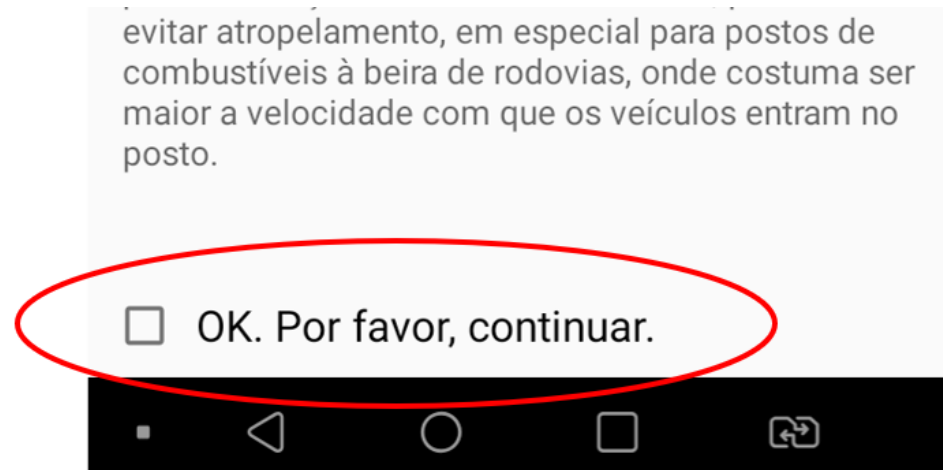 evitar atropelamento, em especial para postos de
combustíveis à beira de rodovias, onde costuma ser
maior a velocidade com que os veículos entram no
posto.
OK. Por favor, continuar.